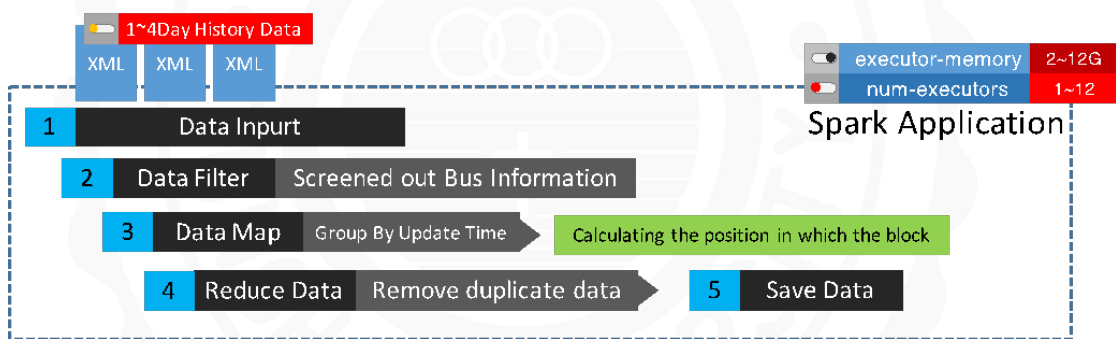 1~4Day History Data
XML XML XML
executor-memory 2~12G
num-executors 1~12
Spark Application
1 Data Inpurt
2 Data Filter Screened out Bus Information
3 Data Map Group By Update Time Calculating the position in which the block
4 Reduce Data Remove duplicate data 5 Save Data